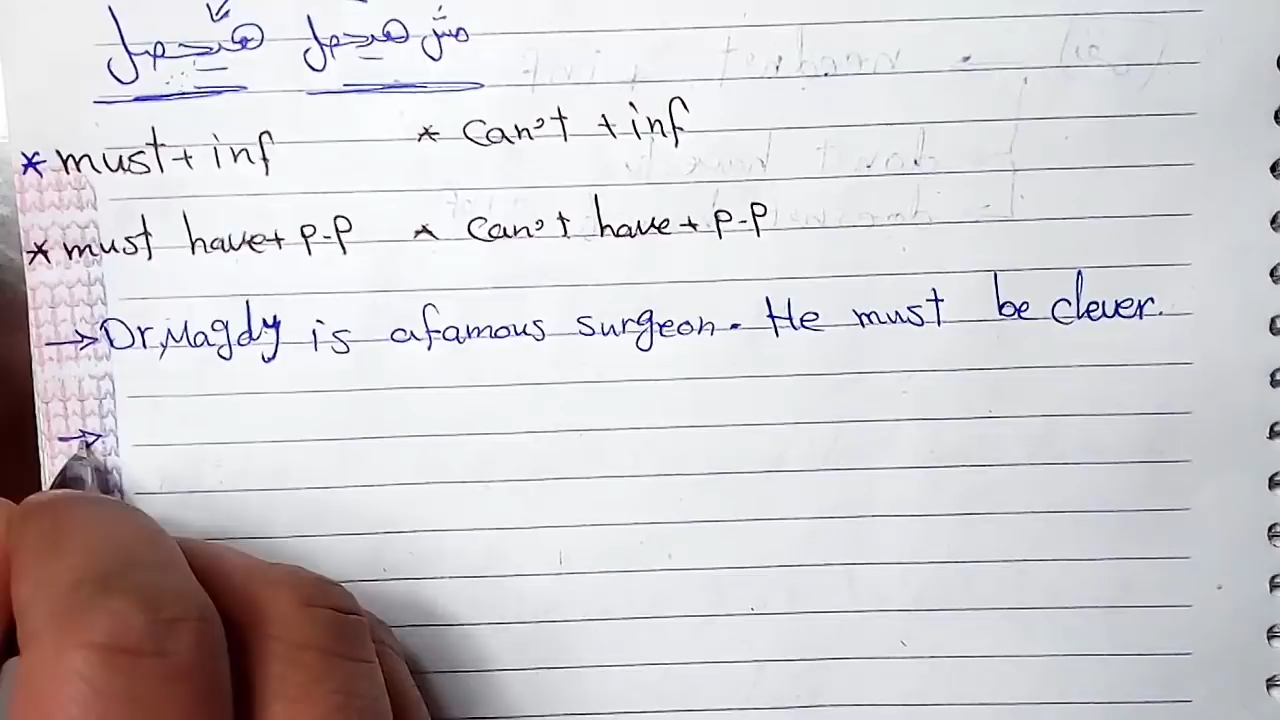 مش هيحصل هيحصل
* must + inf * can't + inf
* must have + p.p * can't have + p.p
→ Dr, Magdy is afamous surgeon. He must be clever.
→